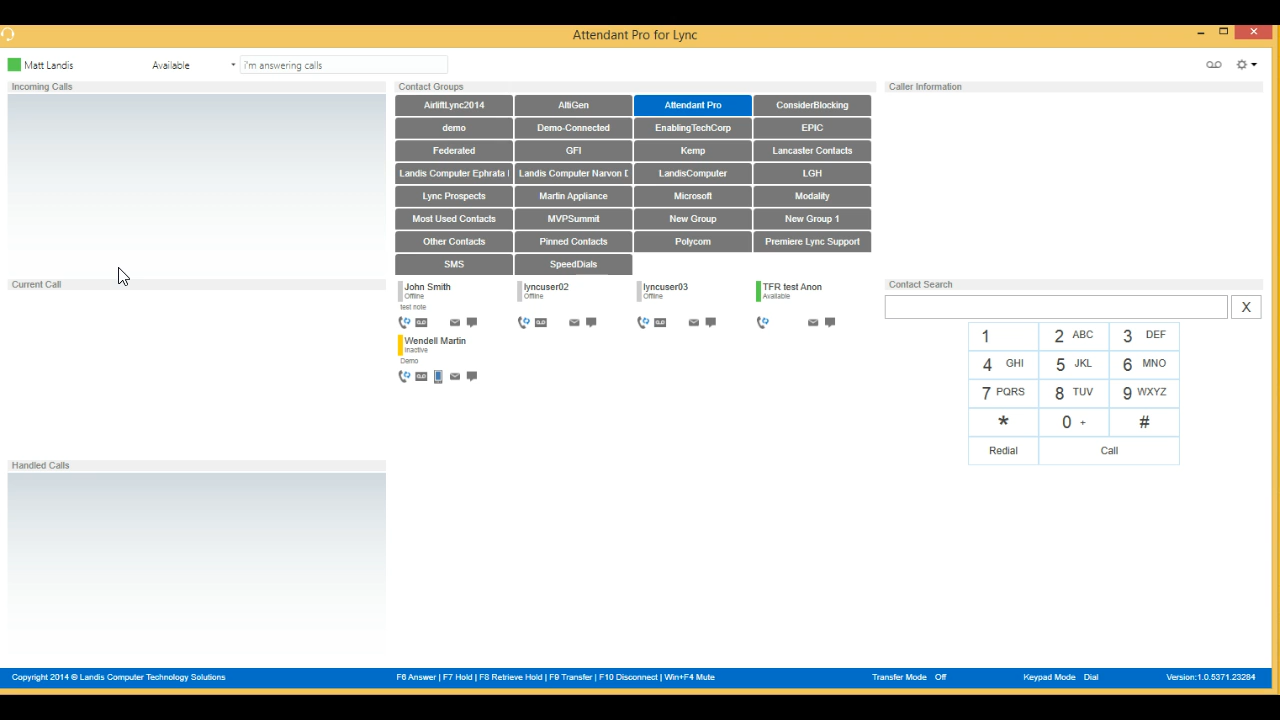 Attendant Pro for Lync
Matt Landis
Available
i'm answering calls
Incoming Calls
Contact Groups
Caller Information
AirliftLync2014
AltiGen
Attendant Pro
ConsiderBlocking
demo
Demo-Connected
EnablingTechCorp
EPIC
Federated
GFI
Kemp
Lancaster Contacts
Landis Computer Ephrata
Landis Computer Narvon
LandisComputer
LGH
Lync Prospects
Martin Appliance
Microsoft
Modality
Most Used Contacts
MVPSummit
New Group
New Group 1
Other Contacts
Pinned Contacts
Polycom
Premiere Lync Support
SMS
SpeedDials
Current Call
John Smith
Offline
test note
lyncuser02
Offline
lyncuser03
Offline
TFR test Anon
Available
Wendell Martin
Inactive
Demo
Contact Search
X
1
2 ABC
3 DEF
4 GHI
5 JKL
6 MNO
7 PQRS
8 TUV
9 WXYZ
*
0 +
#
Redial
Call
Handled Calls
Copyright 2014 © Landis Computer Technology Solutions
F6 Answer | F7 Hold | F8 Retrieve Hold | F9 Transfer | F10 Disconnect | Win+F4 Mute
Transfer Mode Off
Keypad Mode Dial
Version:1.0.5371.23284